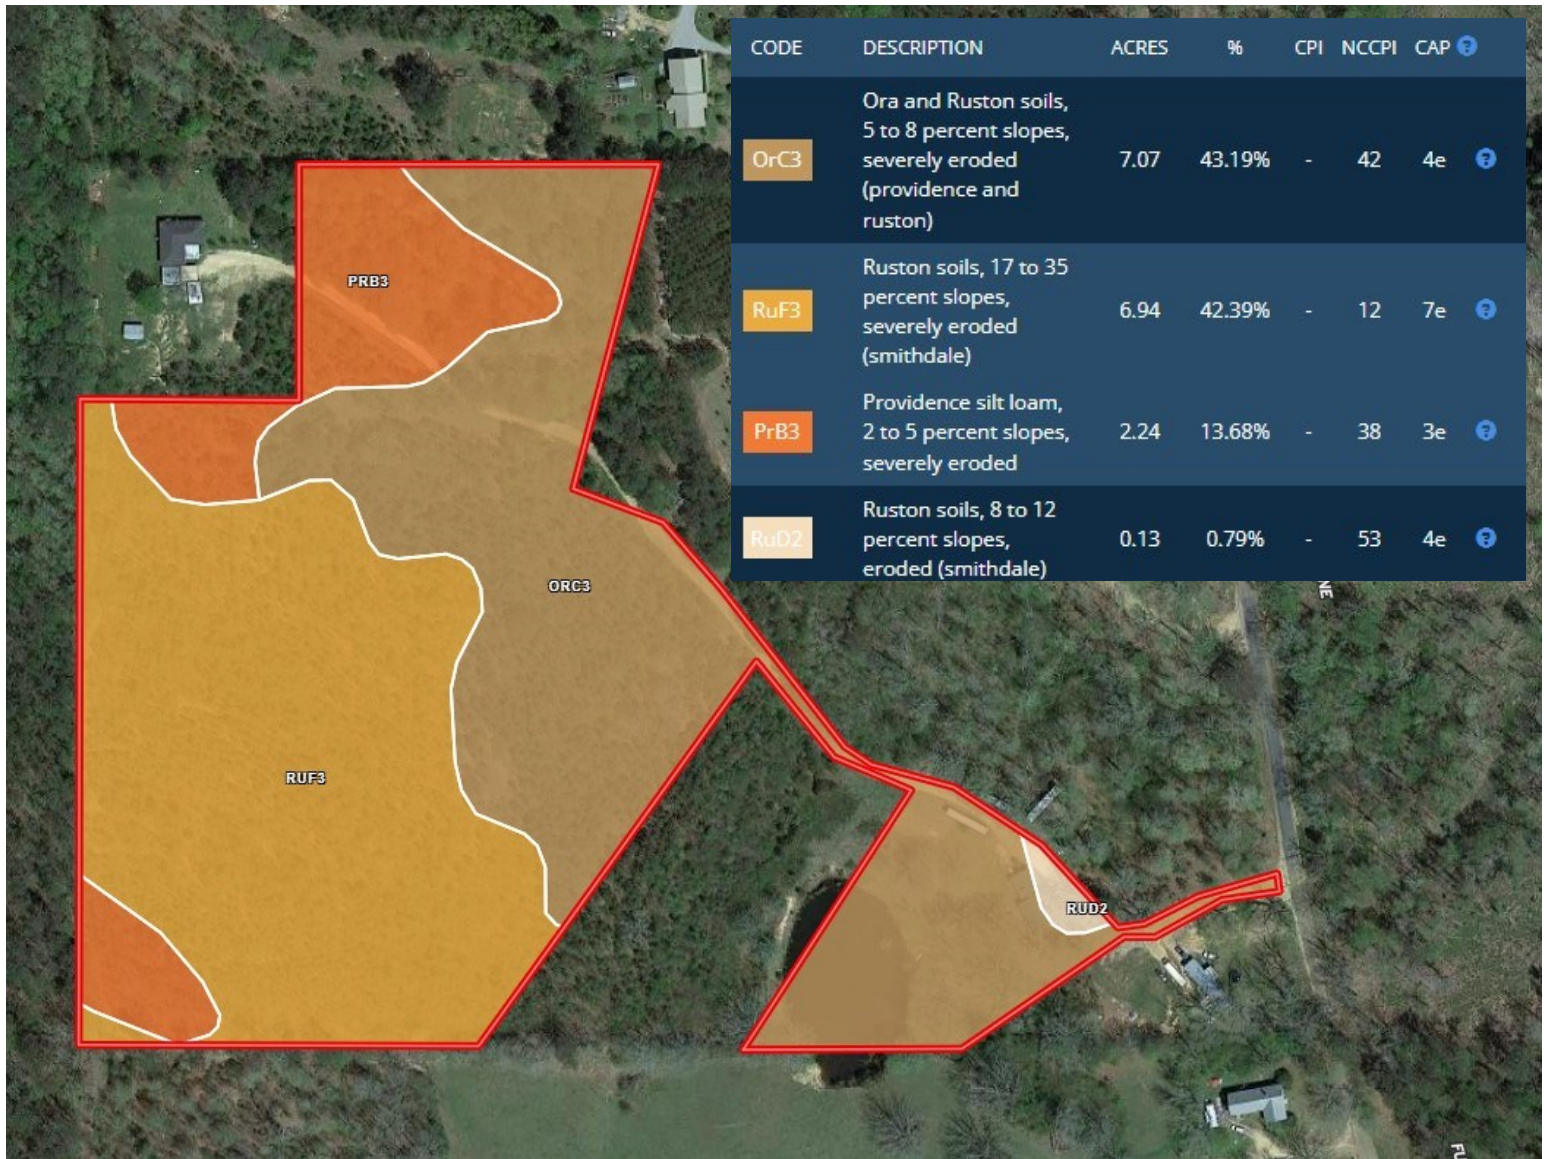 CODE DESCRIPTION ACRES % CPI NCCPI CAP ?
Ora and Ruston soils,
5 to 8 percent slopes,
OrC3 severely eroded 7.07 43.19% - 42 4e ?
(providence and
ruston)
Ruston soils, 17 to 35
percent slopes,
RuF3 6.94 42.39% - 12 7e ?
severely eroded
(smithdale)
Providence silt loam,
PrB3 2 to 5 percent slopes, 2.24 13.68% - 38 3e ?
severely eroded
Ruston soils, 8 to 12
RuD2 percent slopes, 0.13 0.79% - 53 4e ?
eroded (smithdale)
PRB3
ORC3
NE
RUF3
RUD2
FU